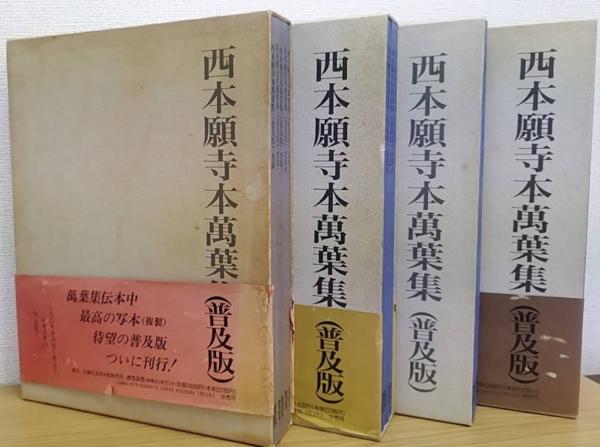 西本願寺本萬葉集(普及版)
萬葉集伝本中
最高の写本(複製)
待望の普及版
ついに刊行!
西本願寺本萬葉集(普及版)
西本願寺本萬葉集(普及版)
西本願寺本萬葉集(普及版)